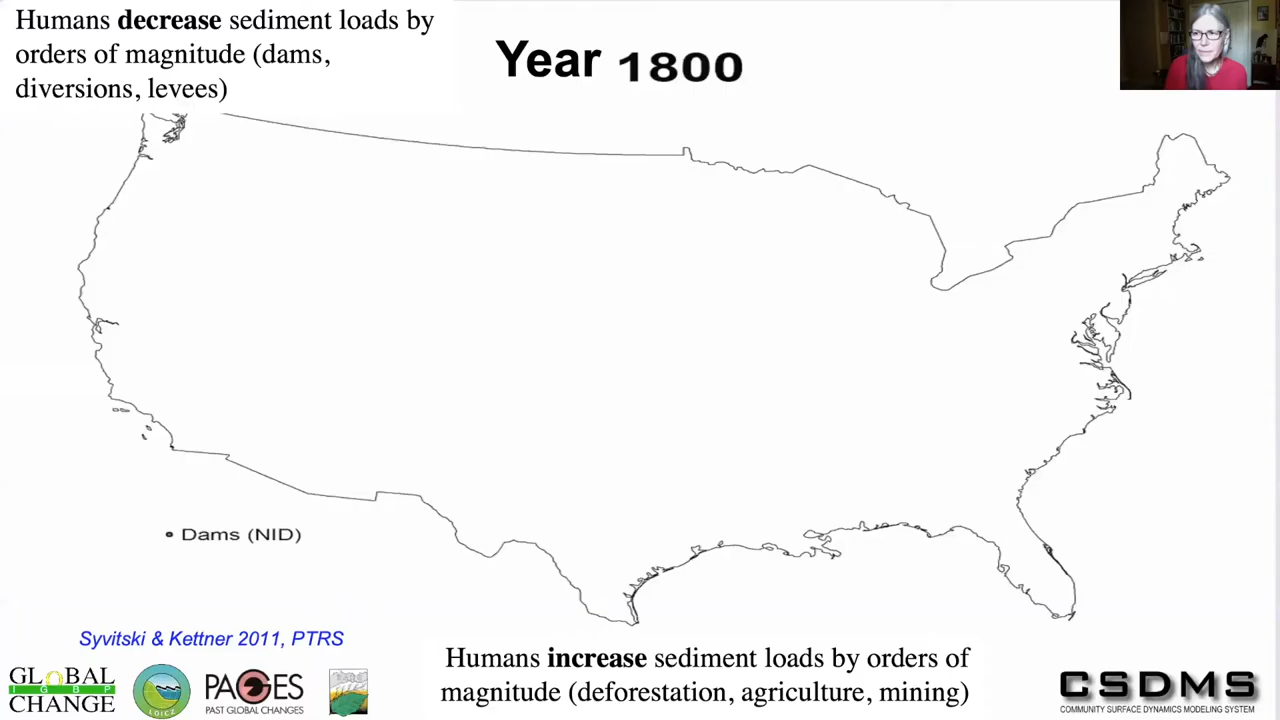 Humans decrease sediment loads by
orders of magnitude (dams,
diversions, levees)
Year 1800
Dams (NID)
Syvitski & Kettner 2011, PTRS
Humans increase sediment loads by orders of
magnitude (deforestation, agriculture, mining)
GLOBAL
I G B P
CHANGE
LOICZ
PAGES
PAST GLOBAL CHANGES
CSDMS
COMMUNITY SURFACE DYNAMICS MODELING SYSTEM